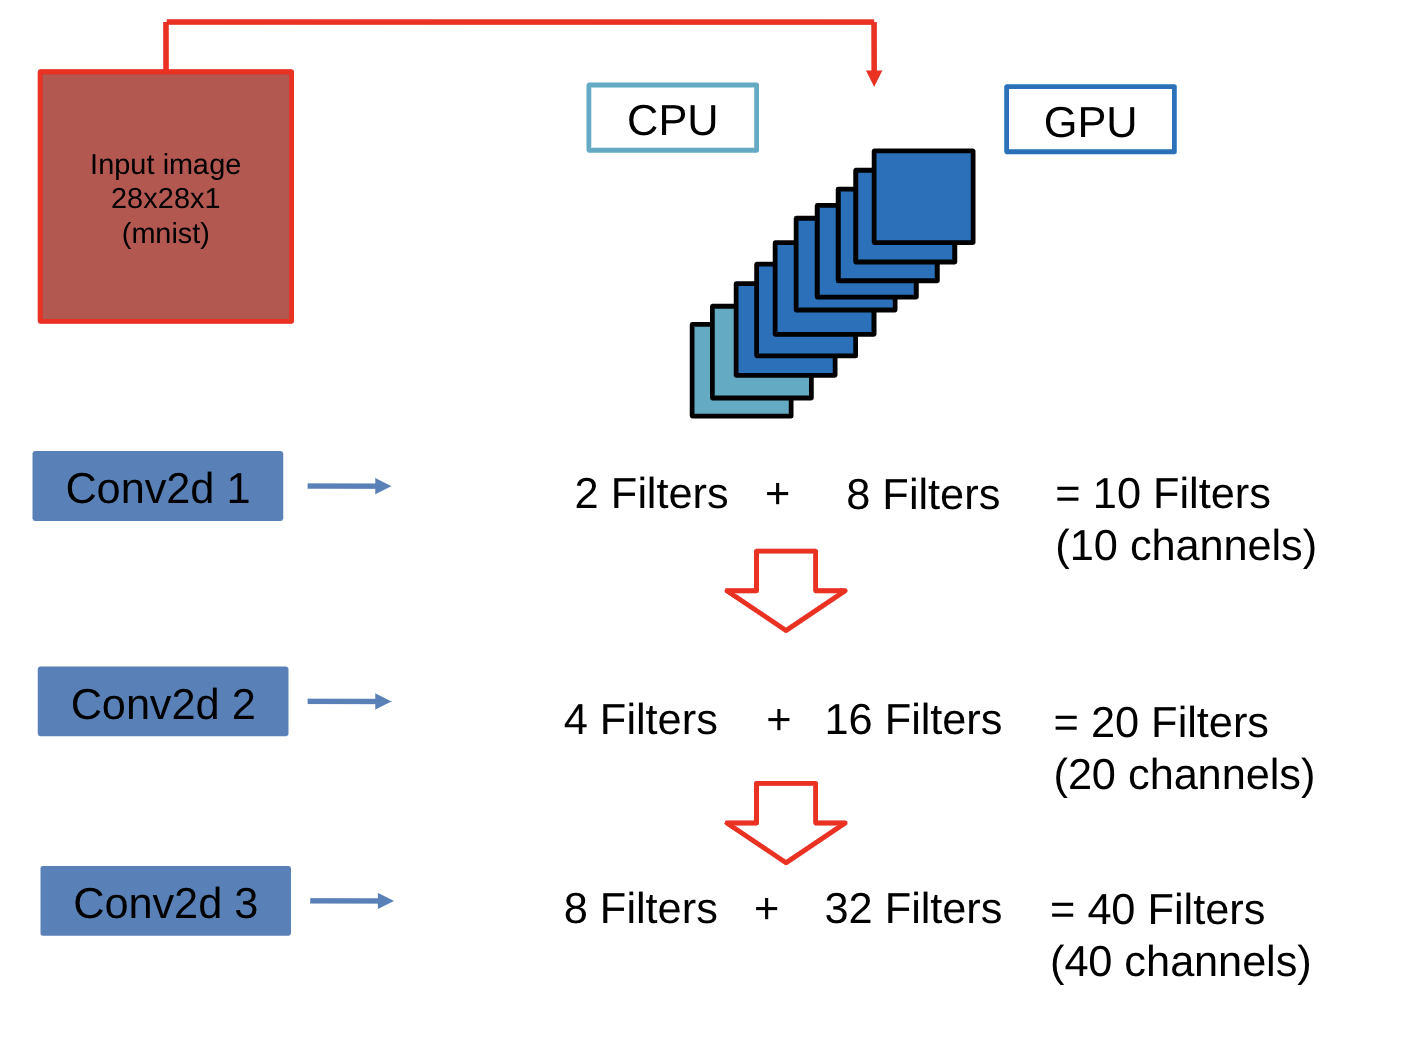 Input image
28x28x1
(mnist)
CPU
GPU
Conv2d 1
2 Filters + 8 Filters = 10 Filters
(10 channels)
Conv2d 2
4 Filters + 16 Filters = 20 Filters
(20 channels)
Conv2d 3
8 Filters + 32 Filters = 40 Filters
(40 channels)